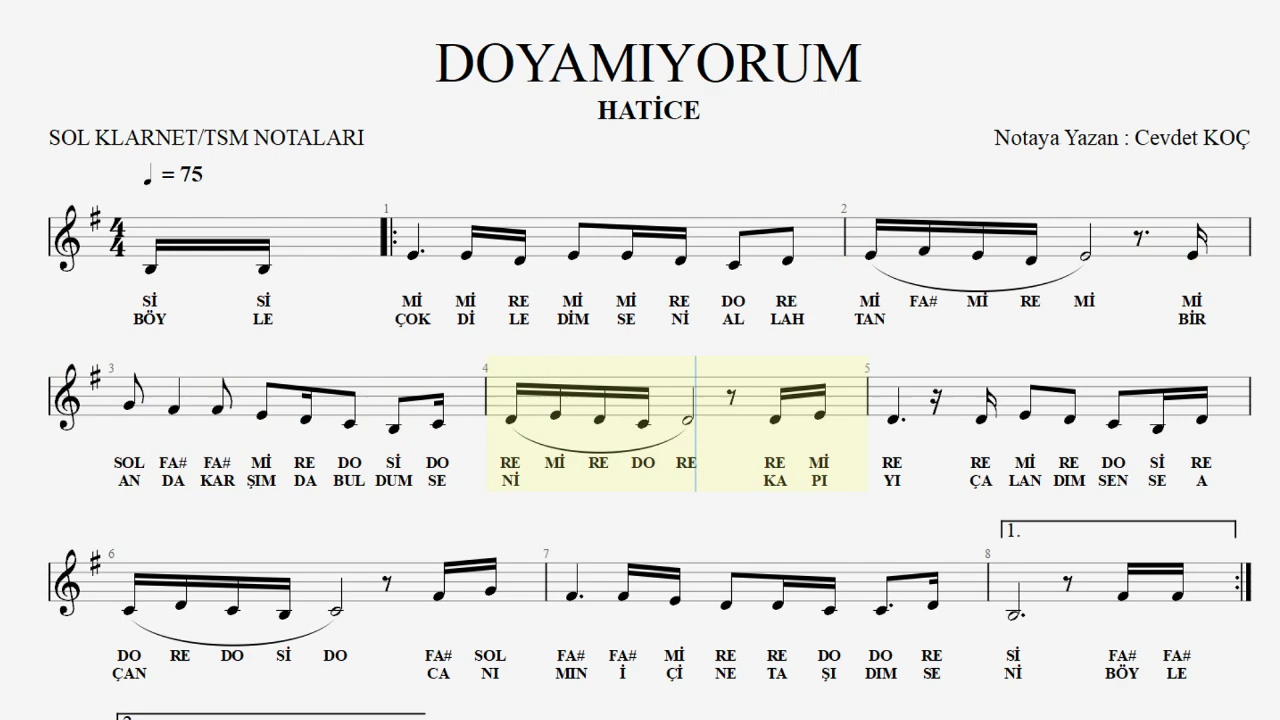 DOYAMIYORUM
HATİCE
SOL KLARNET/TSM NOTALARI
Notaya Yazan : Cevdet KOÇ
= 75
4
4
1
2
Sİ Sİ Mİ Mİ RE Mİ Mİ RE DO RE Mİ FA# Mİ RE Mİ Mİ
BÖY LE ÇOK Dİ LE DİM SE Nİ AL LAH TAN BİR
3
4
5
SOL FA# FA# Mİ RE DO Sİ DO RE Mİ RE DO RE RE Mİ RE RE Mİ RE DO Sİ RE
AN DA KAR ŞIM DA BUL DUM SE Nİ KA PI YI ÇA LAN DIM SEN SE A
1.
6
7
8
DO RE DO Sİ DO FA# SOL FA# FA# Mİ RE RE DO DO RE Sİ FA# FA#
ÇAN CA NI MIN İ Çİ NE TA ŞI DIM SE Nİ BÖY LE